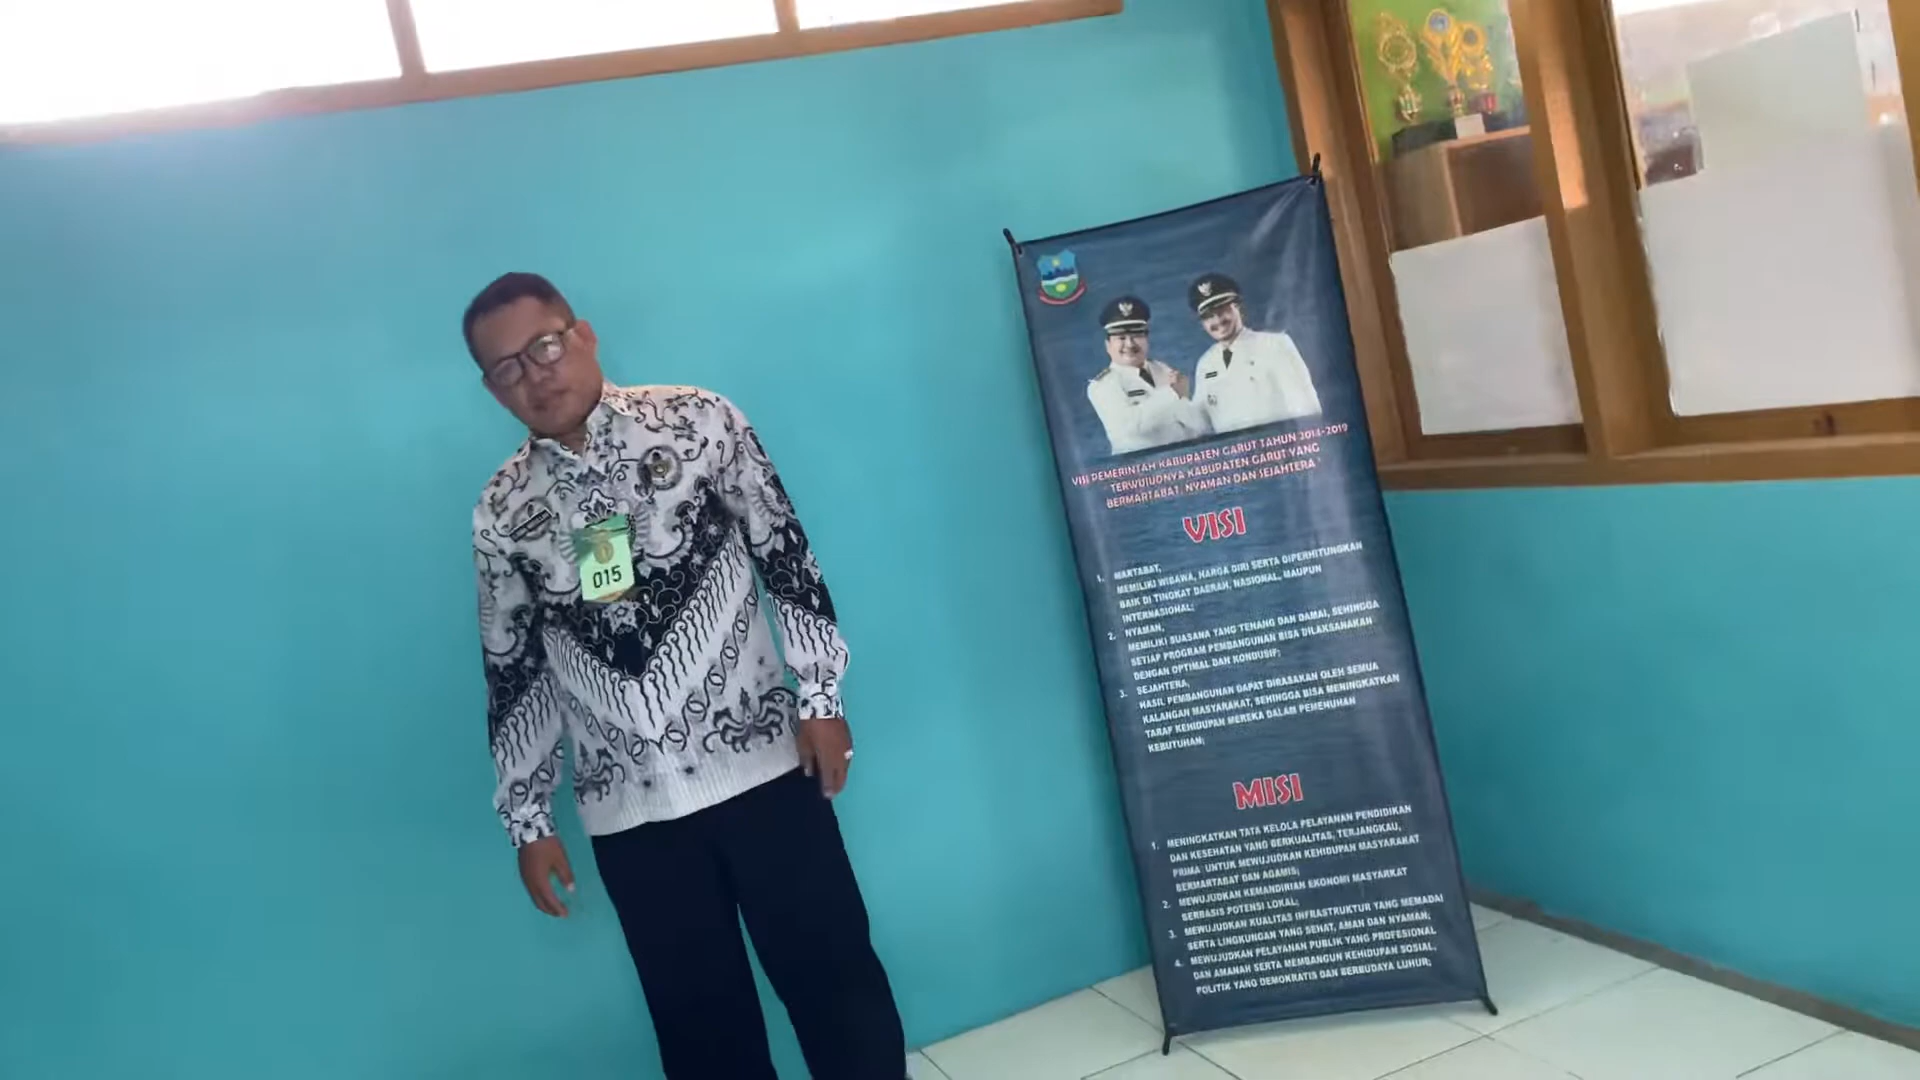 015
VISI PEMERINTAH KABUPATEN GARUT TAHUN 2014-2019
" TERWUJUDNYA KABUPATEN GARUT YANG
BERMARTABAT, NYAMAN DAN SEJAHTERA "
VISI
1. MARTABAT,
MEMILIKI WIBAWA, HARGA DIRI SERTA DIPERHITUNGKAN
BAIK DI TINGKAT DAERAH, NASIONAL, MAUPUN
INTERNASIONAL;
2. NYAMAN,
MEMILIKI SUASANA YANG TENANG DAN DAMAI, SEHINGGA
SETIAP PROGRAM PEMBANGUNAN BISA DILAKSANAKAN
DENGAN OPTIMAL DAN KONDUSIF;
3. SEJAHTERA,
HASIL PEMBANGUNAN DAPAT DIRASAKAN OLEH SEMUA
KALANGAN MASYARAKAT, SEHINGGA BISA MENINGKATKAN
TARAF KEHIDUPAN MEREKA DALAM PEMENUHAN
KEBUTUHAN;
MISI
1. MENINGKATKAN TATA KELOLA PELAYANAN PENDIDIKAN
DAN KESEHATAN YANG BERKUALITAS, TERJANGKAU,
PRIMA UNTUK MEWUJUDKAN KEHIDUPAN MASYARAKAT
BERMARTABAT DAN AGAMIS;
2. MEWUJUDKAN KEMANDIRIAN EKONOMI MASYARKAT
BERBASIS POTENSI LOKAL;
3. MEWUJUDKAN KUALITAS INFRASTRUKTUR YANG MEMADAI
SERTA LINGKUNGAN YANG SEHAT, AMAN DAN NYAMAN;
4. MEWUJUDKAN PELAYANAN PUBLIK YANG PROFESIONAL
DAN AMANAH SERTA MEMBANGUN KEHIDUPAN SOSIAL,
POLITIK YANG DEMOKRATIS DAN BERBUDAYA LUHUR;